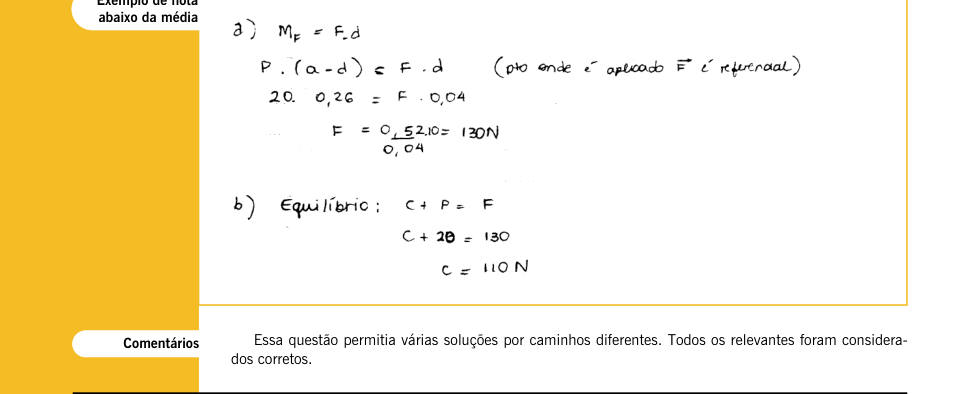 Exemplo de nota
abaixo da média
a) M_F = F.d
P.(a-d) = F.d (pto onde é aplicado F⃗ é referencial)
20. 0,26 = F. 0,04
F = 0,52.10 = 130N
0,04
b) Equilíbrio: C + P = F
C + 20 = 130
C = 110 N
Comentários
Essa questão permitia várias soluções por caminhos diferentes. Todos os relevantes foram considera-
dos corretos.